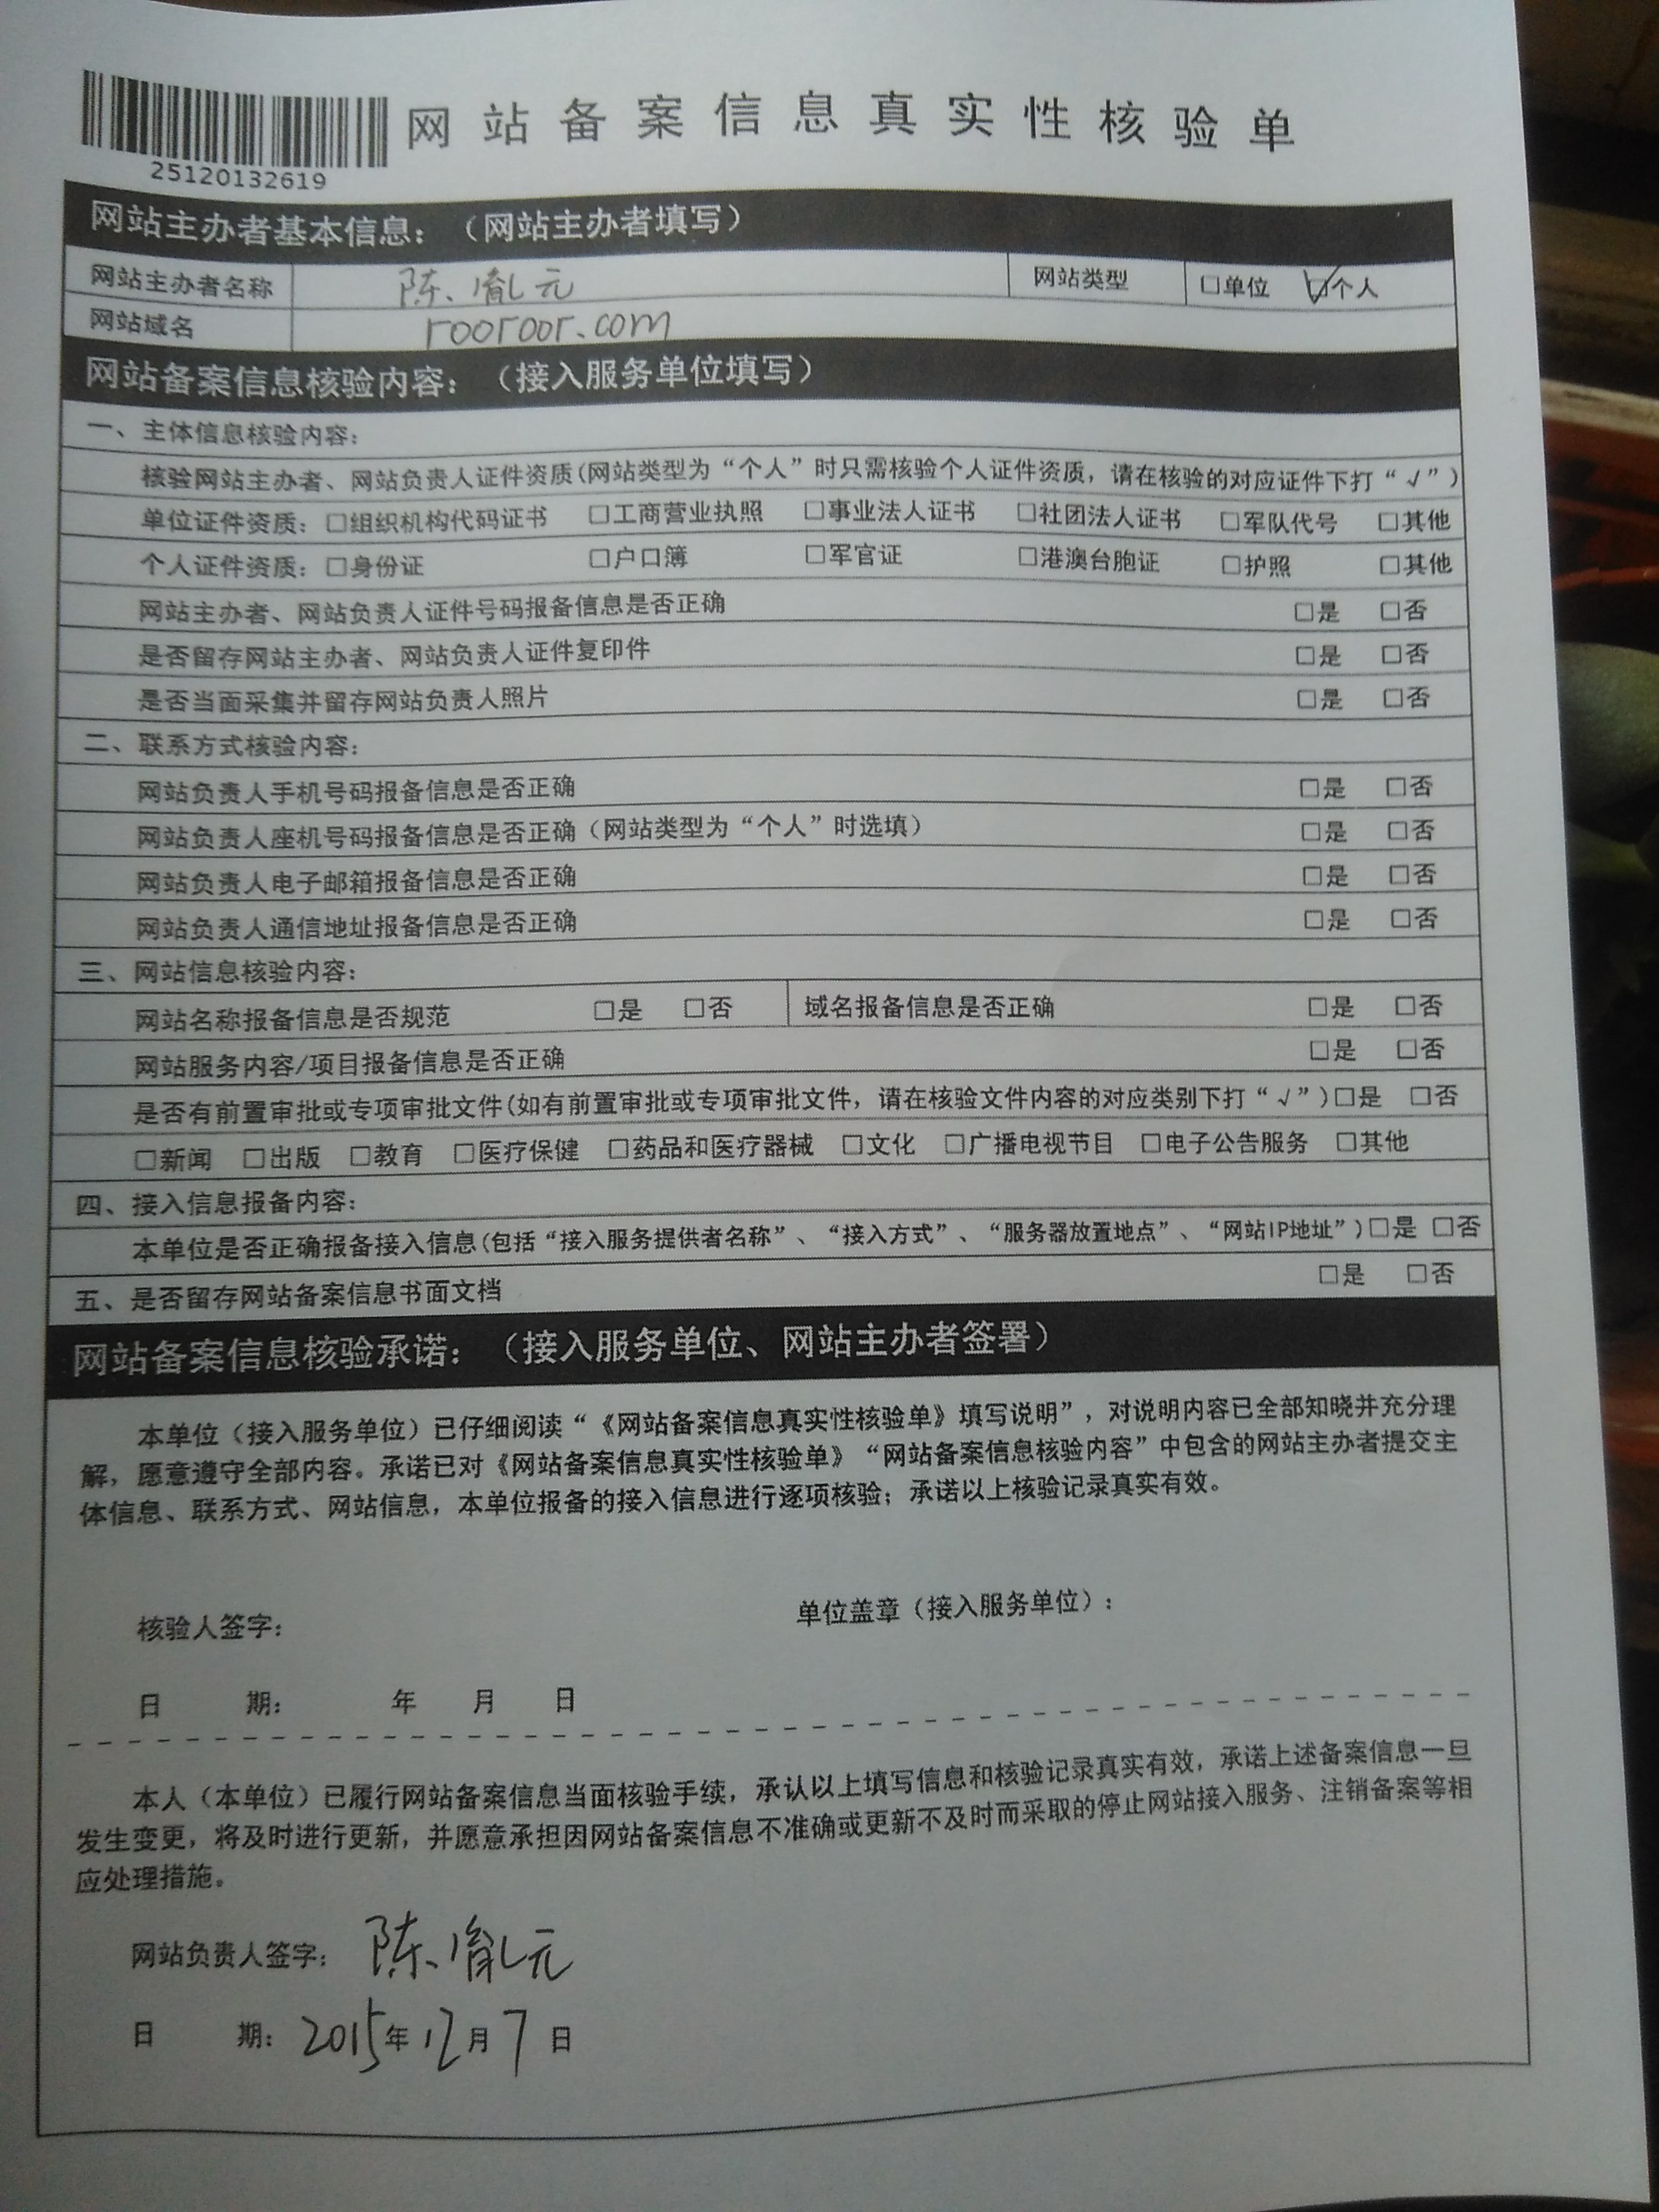 网站备案信息真实性核验单
25120132619
网站主办者基本信息：（网站主办者填写）
网站主办者名称 陈胤元 网站类型 □单位 ☑个人
网站域名 rooroor.com
网站备案信息核验内容：（接入服务单位填写）
一、主体信息核验内容：
核验网站主办者、网站负责人证件资质(网站类型为“个人”时只需核验个人证件资质，请在核验的对应证件下打“√”)
单位证件资质：□组织机构代码证书 □工商营业执照 □事业法人证书 □社团法人证书 □军队代号 □其他
个人证件资质：□身份证 □户口簿 □军官证 □港澳台胞证 □护照 □其他
网站主办者、网站负责人证件号码报备信息是否正确 □是 □否
是否留存网站主办者、网站负责人证件复印件 □是 □否
是否当面采集并留存网站负责人照片 □是 □否
二、联系方式核验内容：
网站负责人手机号码报备信息是否正确 □是 □否
网站负责人座机号码报备信息是否正确（网站类型为“个人”时选填） □是 □否
网站负责人电子邮箱报备信息是否正确 □是 □否
网站负责人通信地址报备信息是否正确 □是 □否
三、网站信息核验内容：
网站名称报备信息是否规范 □是 □否 域名报备信息是否正确 □是 □否
网站服务内容/项目报备信息是否正确 □是 □否
是否有前置审批或专项审批文件(如有前置审批或专项审批文件，请在核验文件内容的对应类别下打“√”)□是 □否
□新闻 □出版 □教育 □医疗保健 □药品和医疗器械 □文化 □广播电视节目 □电子公告服务 □其他
四、接入信息报备内容：
本单位是否正确报备接入信息(包括“接入服务提供者名称”、“接入方式”、“服务器放置地点”、“网站IP地址”)□是 □否
五、是否留存网站备案信息书面文档 □是 □否
网站备案信息核验承诺：（接入服务单位、网站主办者签署）
本单位（接入服务单位）已仔细阅读“《网站备案信息真实性核验单》填写说明”，对说明内容已全部知晓并充分理
解，愿意遵守全部内容。承诺已对《网站备案信息真实性核验单》“网站备案信息核验内容”中包含的网站主办者提交主
体信息、联系方式、网站信息，本单位报备的接入信息进行逐项核验；承诺以上核验记录真实有效。
核验人签字： 单位盖章（接入服务单位）：
日 期： 年 月 日
本人（本单位）已履行网站备案信息当面核验手续，承认以上填写信息和核验记录真实有效，承诺上述备案信息一旦
发生变更，将及时进行更新，并愿意承担因网站备案信息不准确或更新不及时而采取的停止网站接入服务、注销备案等相
应处理措施。
网站负责人签字： 陈胤元
日 期： 2015年12月7日